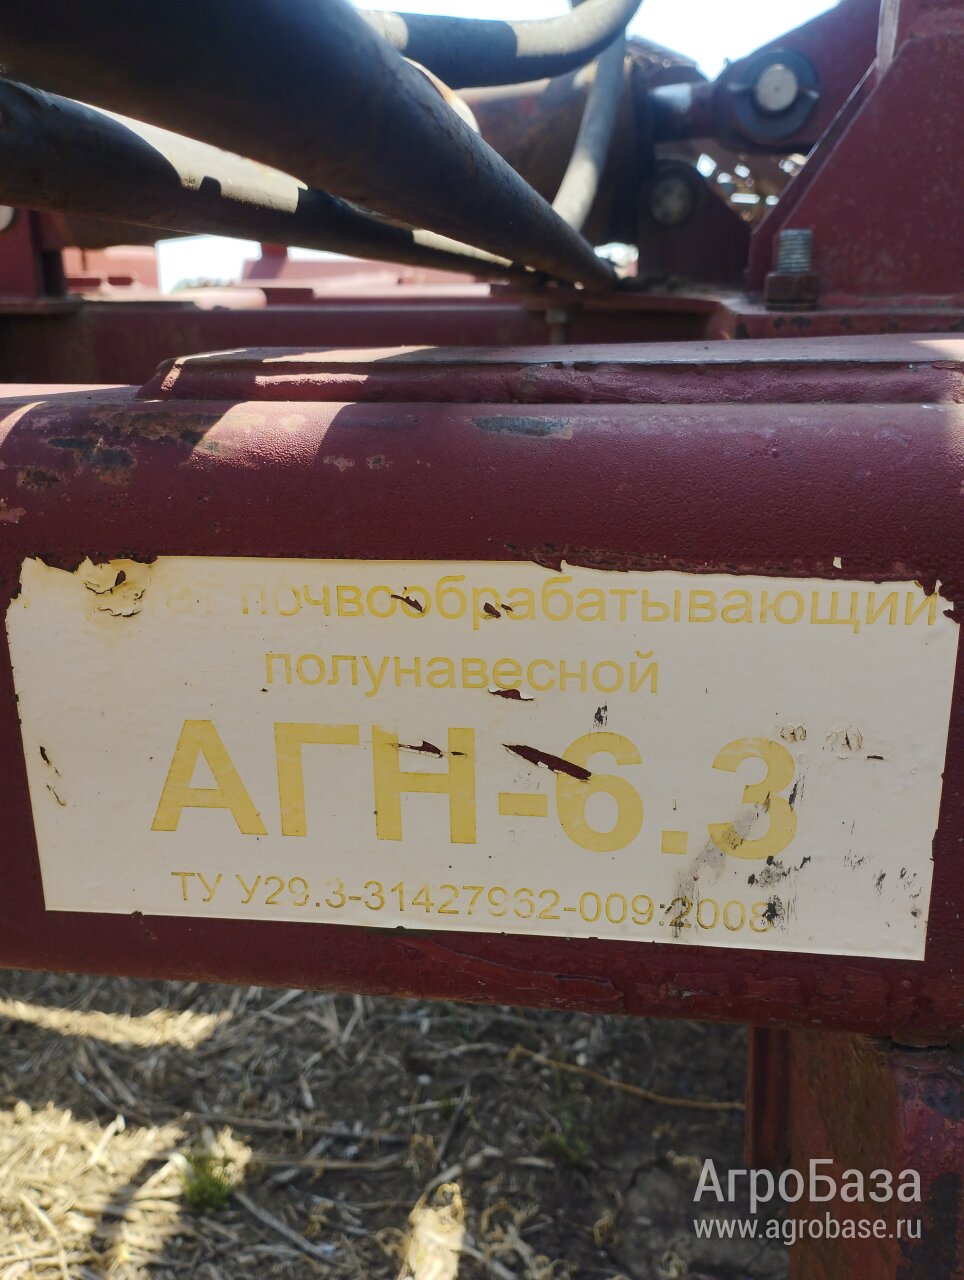 почвообрабатывающий
полунавесной
АГН-6.3
ТУ У29.3-31427962-009:2008
АгроБаза
www.agrobase.ru